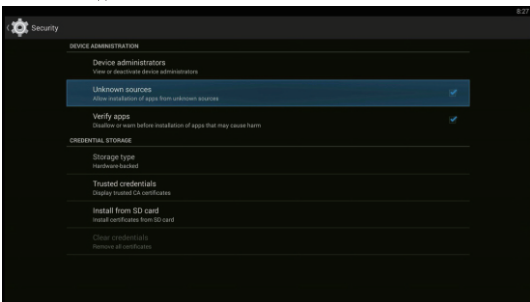 8:27
Security
DEVICE ADMINISTRATION
Device administrators
View or deactivate device administrators
Unknown sources
Allow installation of apps from unknown sources
Verify apps
Disallow or warn before installation of apps that may cause harm
CREDENTIAL STORAGE
Storage type
Hardware-backed
Trusted credentials
Display trusted CA certificates
Install from SD card
Install certificates from SD card
Clear credentials
Remove all certificates